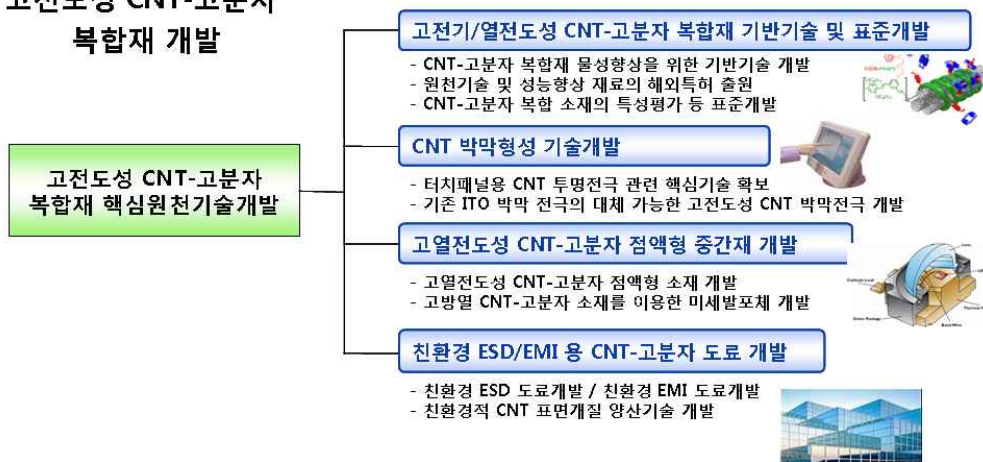 고전도성 CNT-고분자
복합재 개발
고전기/열전도성 CNT-고분자 복합재 기반기술 및 표준개발
- CNT-고분자 복합재 물성향상을 위한 기반기술 개발
- 원천기술 및 성능향상 재료의 해외특허 출원
- CNT-고분자 복합 소재의 특성평가 등 표준개발
CNT 박막형성 기술개발
- 터치패널용 CNT 투명전극 관련 핵심기술 확보
- 기존 ITO 박막 전극의 대체 가능한 고전도성 CNT 박막전극 개발
고전도성 CNT-고분자
복합재 핵심원천기술개발
고열전도성 CNT-고분자 점액형 중간재 개발
- 고열전도성 CNT-고분자 점액형 소재 개발
- 고방열 CNT-고분자 소재를 이용한 미세발포체 개발
친환경 ESD/EMI 용 CNT-고분자 도료 개발
- 친환경 ESD 도료개발 / 친환경 EMI 도료개발
- 친환경적 CNT 표면개질 양산기술 개발